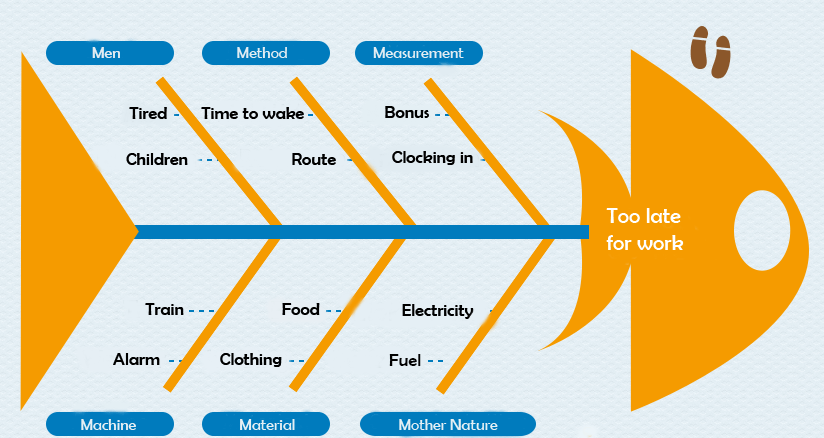 Men
Method
Measurement
Tired
Time to wake
Bonus
Children
Route
Clocking in
Too late
for work
Train
Food
Electricity
Alarm
Clothing
Fuel
Machine
Material
Mother Nature